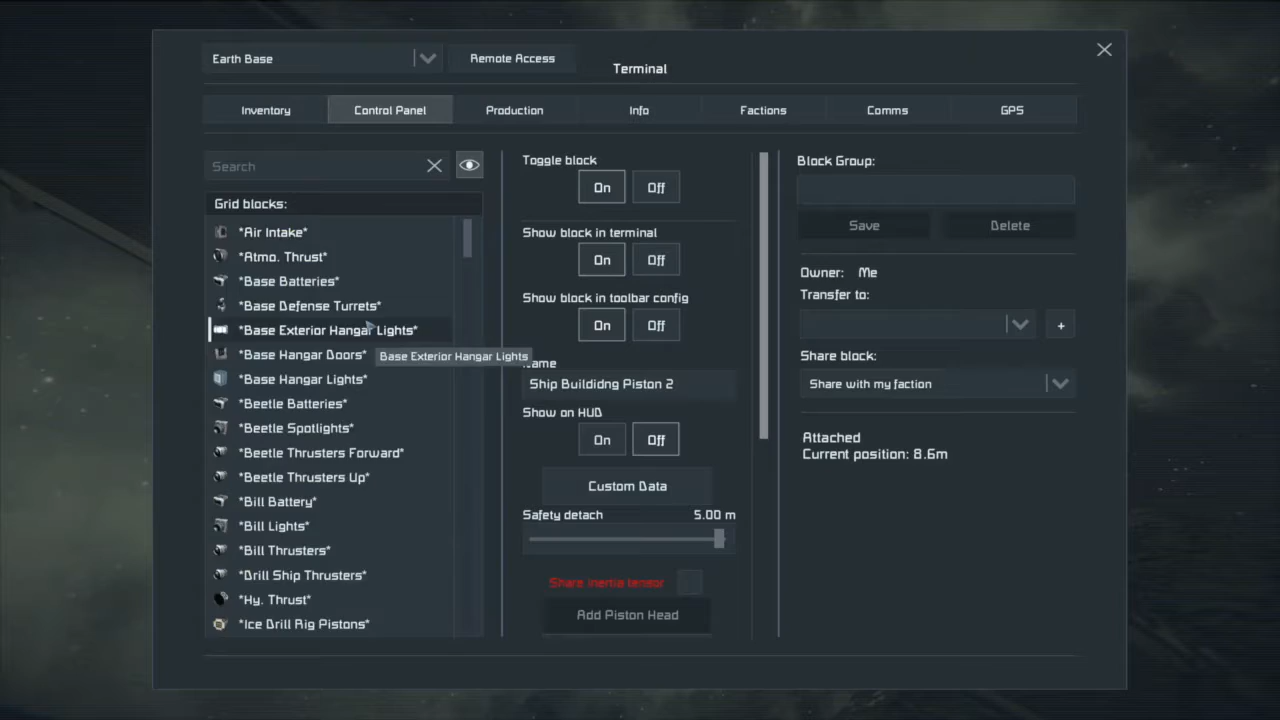 Earth Base
Remote Access
Terminal
Inventory
Control Panel
Production
Info
Factions
Comms
GPS
Search
Grid blocks:
*Air Intake*
*Atmo. Thrust*
*Base Batteries*
*Base Defense Turrets*
*Base Exterior Hangar Lights*
*Base Hangar Doors*
Base Exterior Hangar Lights
*Base Hangar Lights*
*Beetle Batteries*
*Beetle Spotlights*
*Beetle Thrusters Forward*
*Beetle Thrusters Up*
*Bill Battery*
*Bill Lights*
*Bill Thrusters*
*Drill Ship Thrusters*
*Hy. Thrust*
*Ice Drill Rig Pistons*
Toggle block
On Off
Show block in terminal
On Off
Show block in toolbar config
On Off
Name
Ship Buildidng Piston 2
Show on HUD
On Off
Custom Data
Safety detach 5.00 m
Share inertia tensor
Add Piston Head
Block Group:
Save Delete
Owner: Me
Transfer to:
+
Share block:
Share with my faction
Attached
Current position: 8.6m